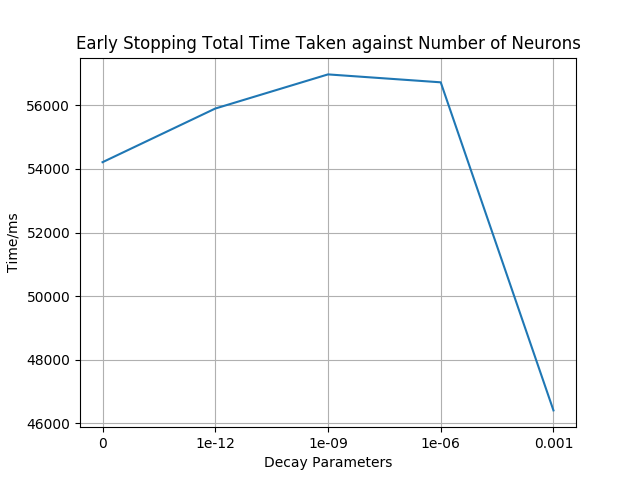 Early Stopping Total Time Taken against Number of Neurons
56000
54000
52000
50000
48000
46000
Time/ms
0 1e-12 1e-09 1e-06 0.001
Decay Parameters